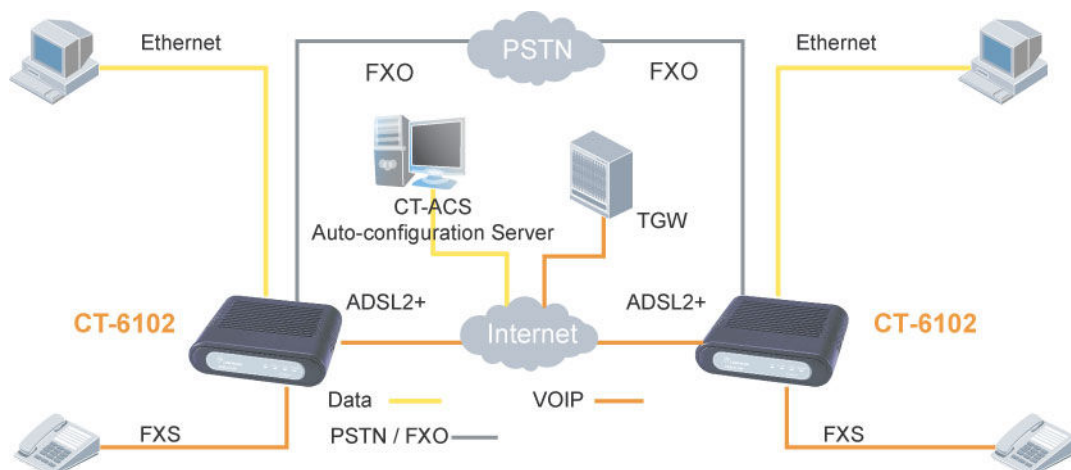 Ethernet
PSTN
Ethernet
FXO
FXO
CT-ACS
Auto-configuration Server
TGW
ADSL2+
ADSL2+
CT-6102
Internet
CT-6102
Data
VOIP
PSTN / FXO
FXS
FXS